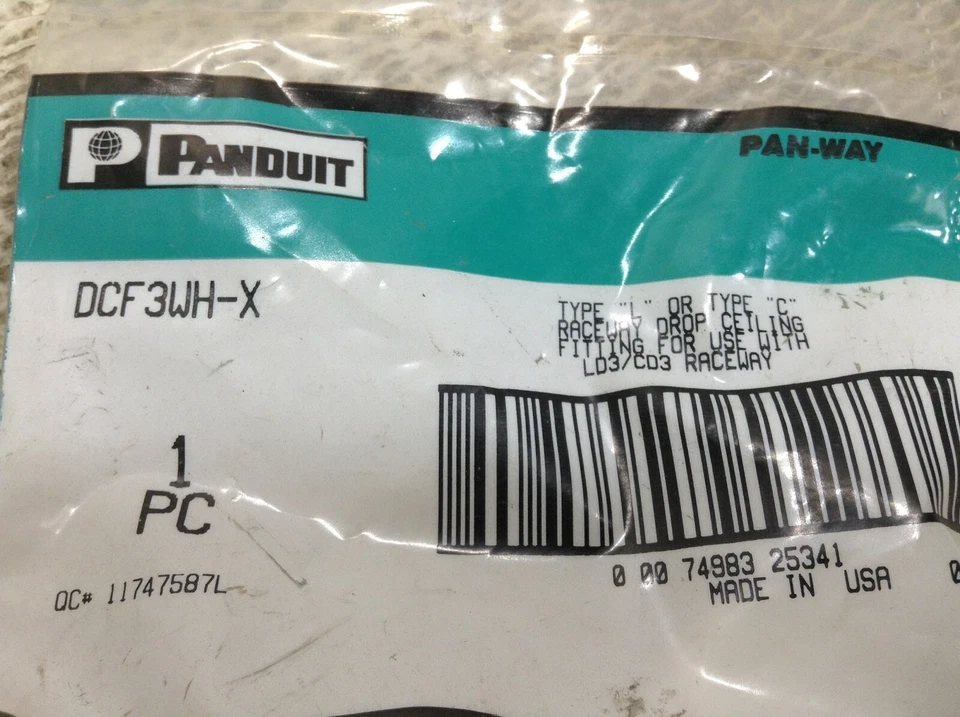 P PANDUIT
PAN-WAY
DCF3WH-X
TYPE "L" OR TYPE "C"
RACEWAY DROP CEILING
FITTING FOR USE WITH
LD3/CD3 RACEWAY
1
PC
QC# 11747587L
0 00 74983 25341 0
MADE IN USA